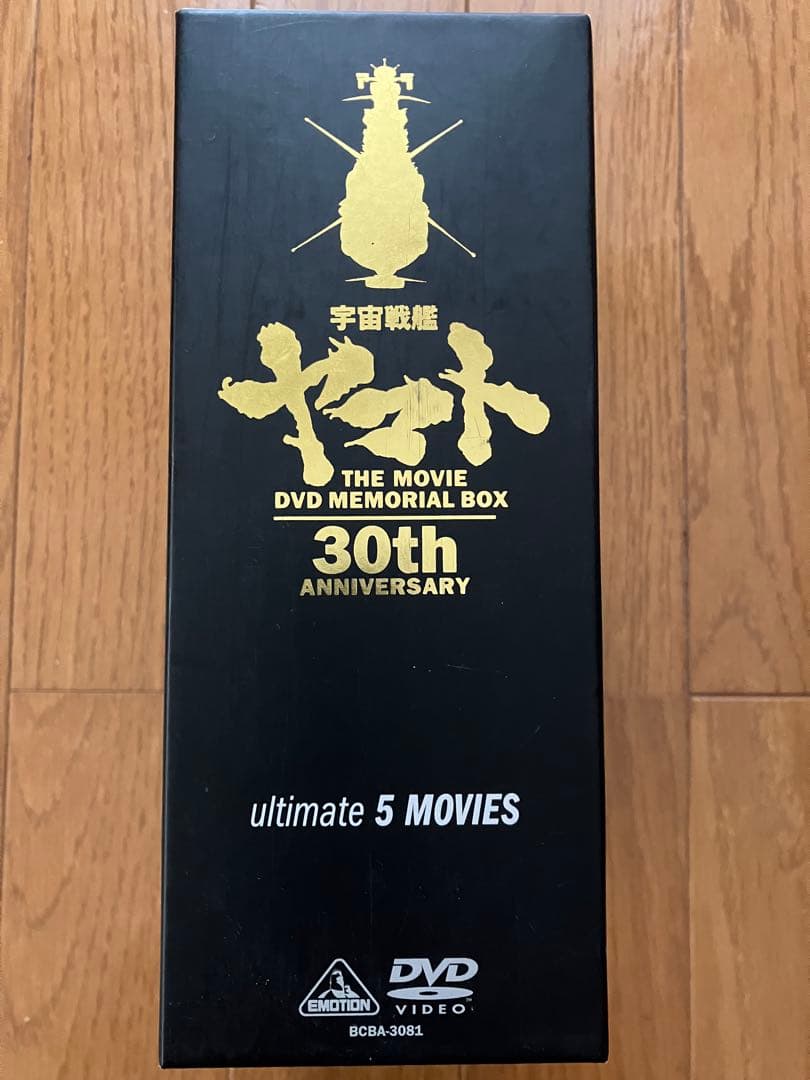 宇宙戦艦
ヤマト
THE MOVIE
DVD MEMORIAL BOX
30th
ANNIVERSARY
ultimate 5 MOVIES
EMOTION
DVD
VIDEO
BCBA-3081